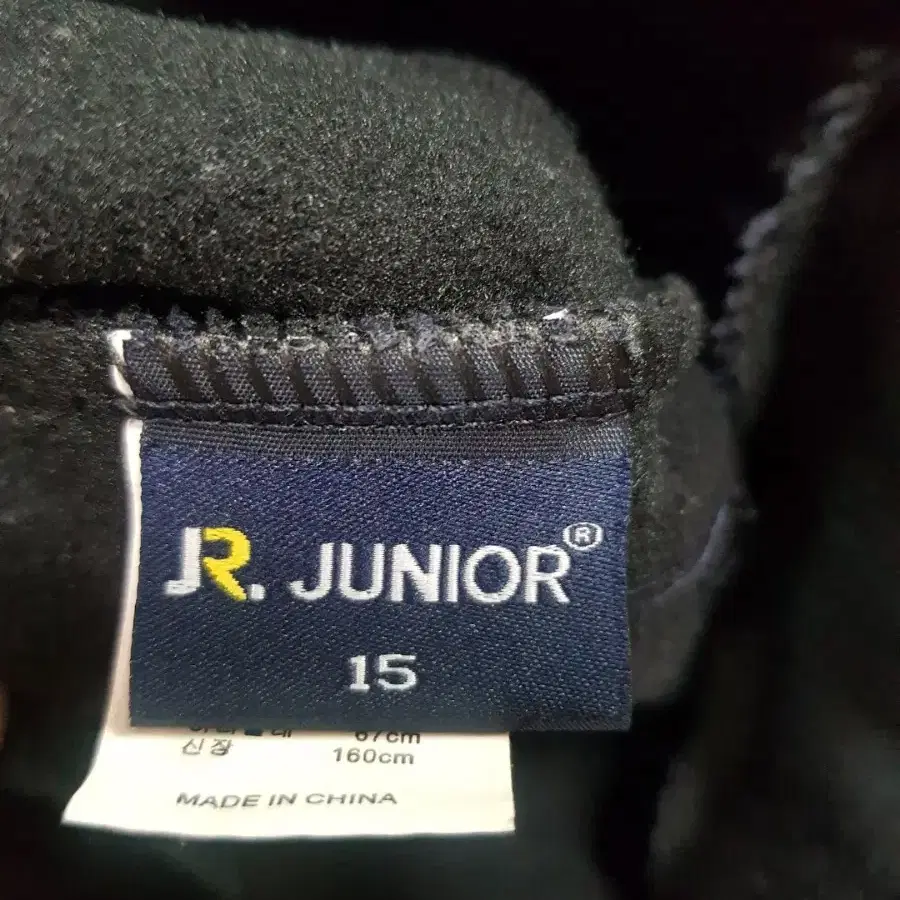 JR. JUNIOR®
15
67cm
신장 160cm
MADE IN CHINA